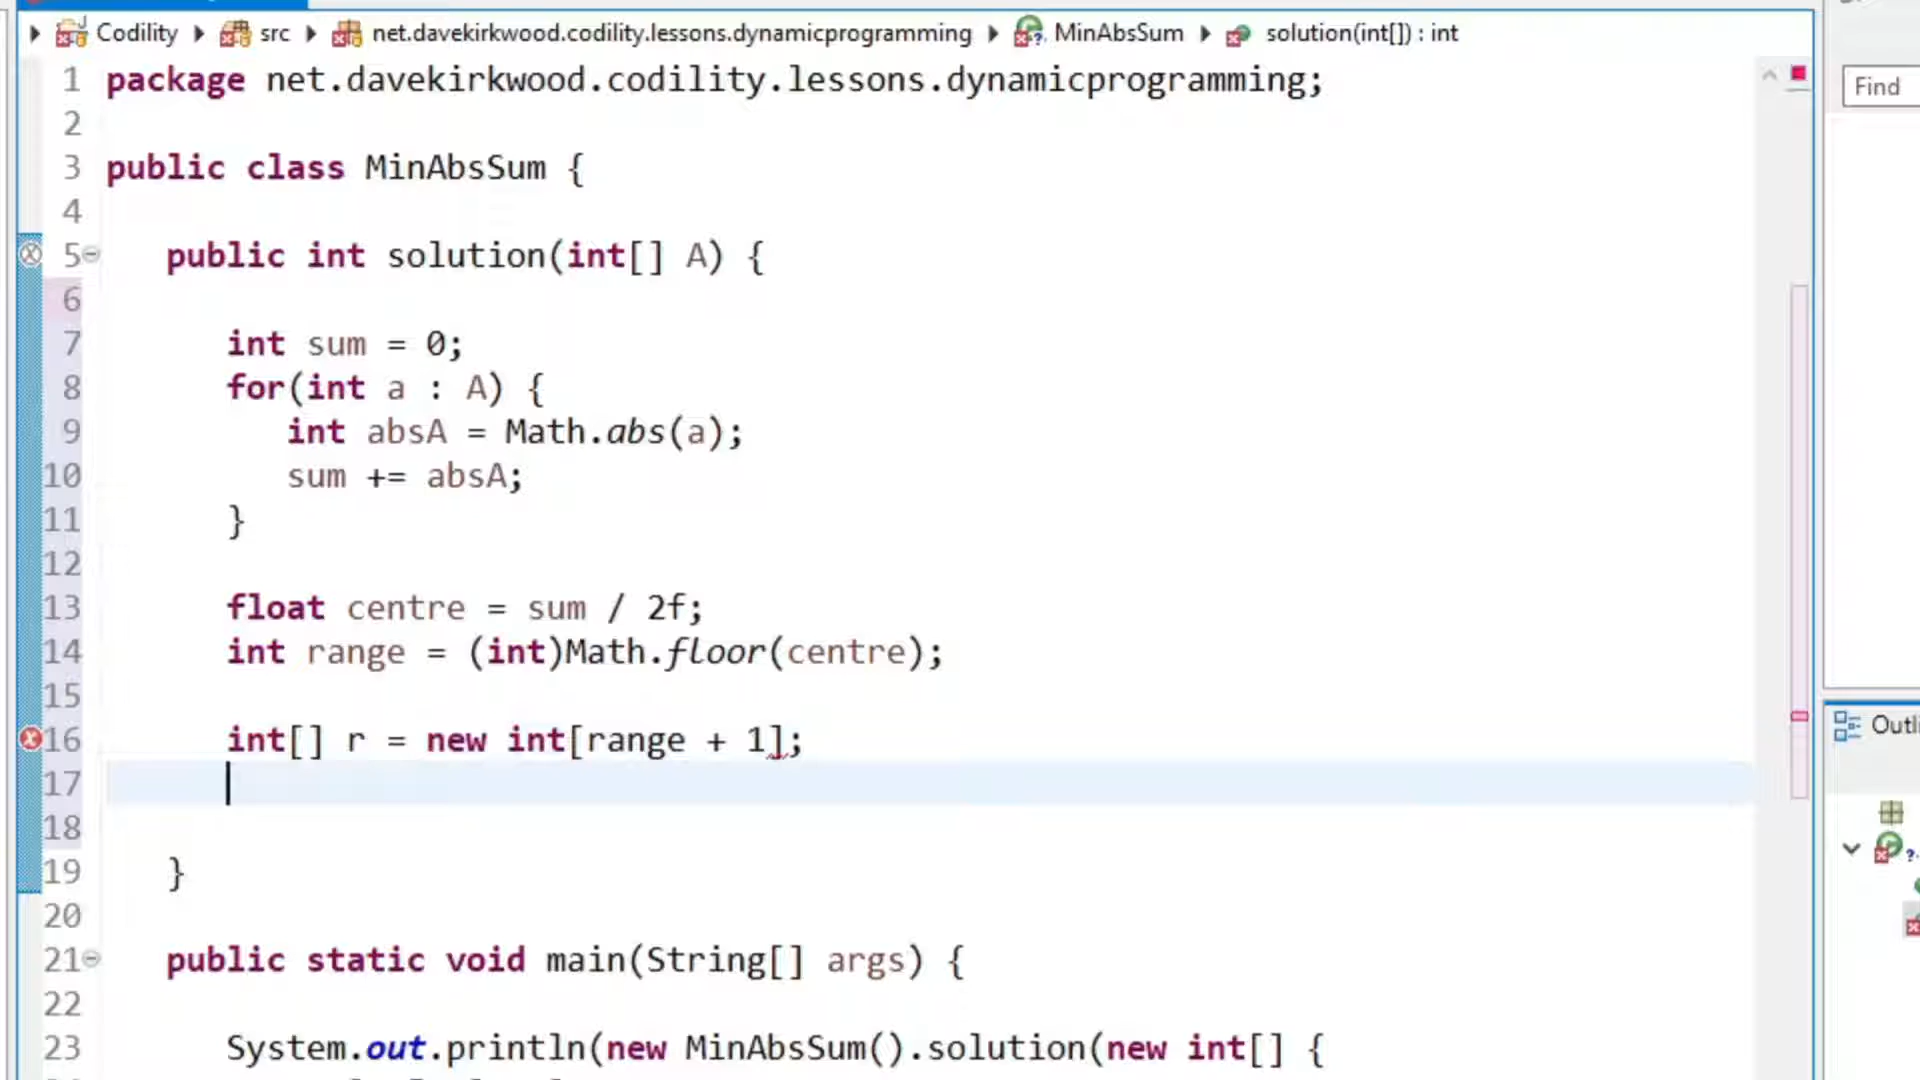 Codility src net.davekirkwood.codility.lessons.dynamicprogramming MinAbsSum solution(int[]) : int
Find
1 package net.davekirkwood.codility.lessons.dynamicprogramming;
2
3 public class MinAbsSum {
4
5 public int solution(int[] A) {
6
7 int sum = 0;
8 for(int a : A) {
9 int absA = Math.abs(a);
10 sum += absA;
11 }
12
13 float centre = sum / 2f;
14 int range = (int)Math.floor(centre);
15
16 int[] r = new int[range + 1];
17
18
19 }
20
21 public static void main(String[] args) {
22
23 System.out.println(new MinAbsSum().solution(new int[] {
Outli